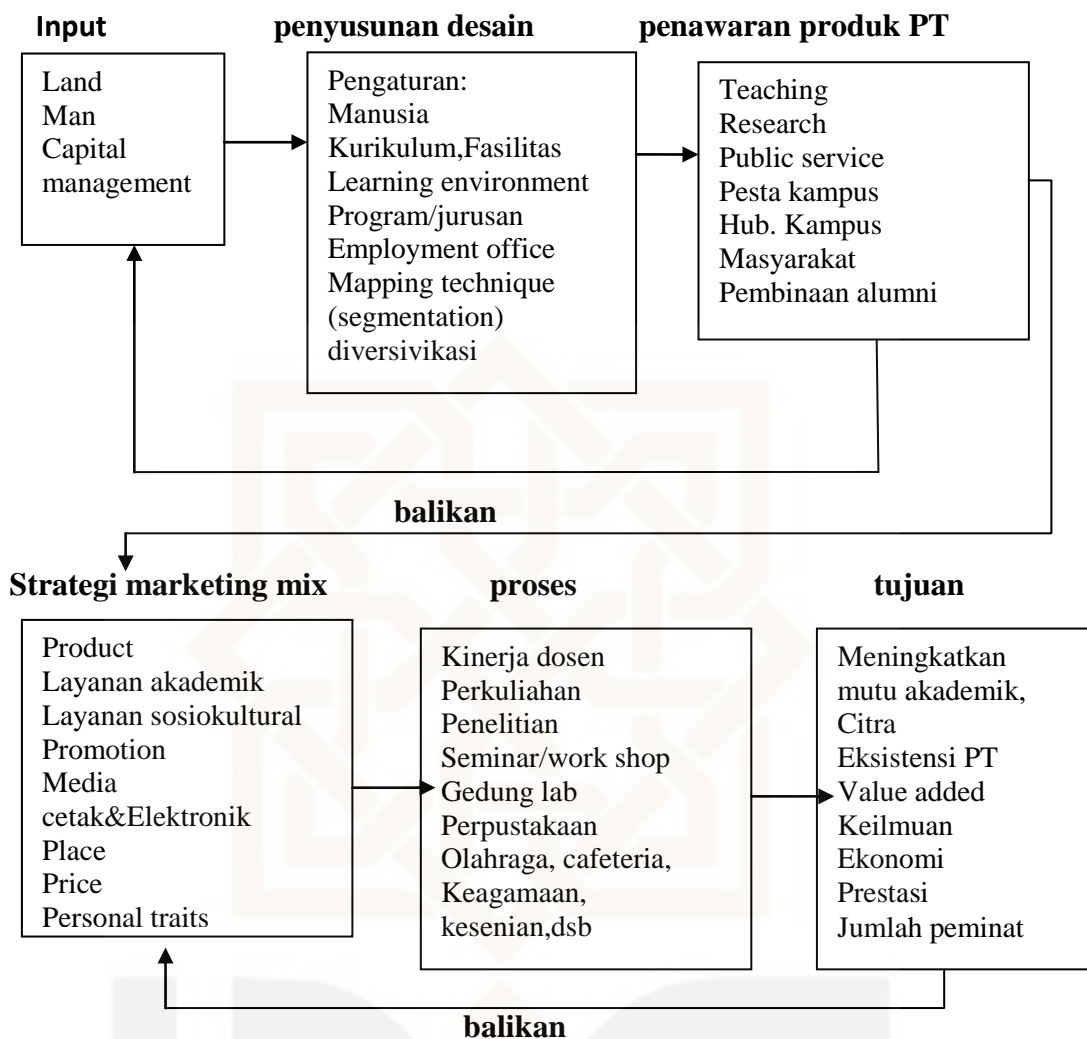 Input
penyusunan desain
penawaran produk PT
Land
Man
Capital
management
Pengaturan:
Manusia
Kurikulum,Fasilitas
Learning environment
Program/jurusan
Employment office
Mapping technique
(segmentation)
diversivikasi
Teaching
Research
Public service
Pesta kampus
Hub. Kampus
Masyarakat
Pembinaan alumni
balikan
Strategi marketing mix
proses
tujuan
Product
Layanan akademik
Layanan sosiokultural
Promotion
Media
cetak&Elektronik
Place
Price
Personal traits
Kinerja dosen
Perkuliahan
Penelitian
Seminar/work shop
Gedung lab
Perpustakaan
Olahraga, cafeteria,
Keagamaan,
kesenian,dsb
Meningkatkan
mutu akademik,
Citra
Eksistensi PT
Value added
Keilmuan
Ekonomi
Prestasi
Jumlah peminat
balikan